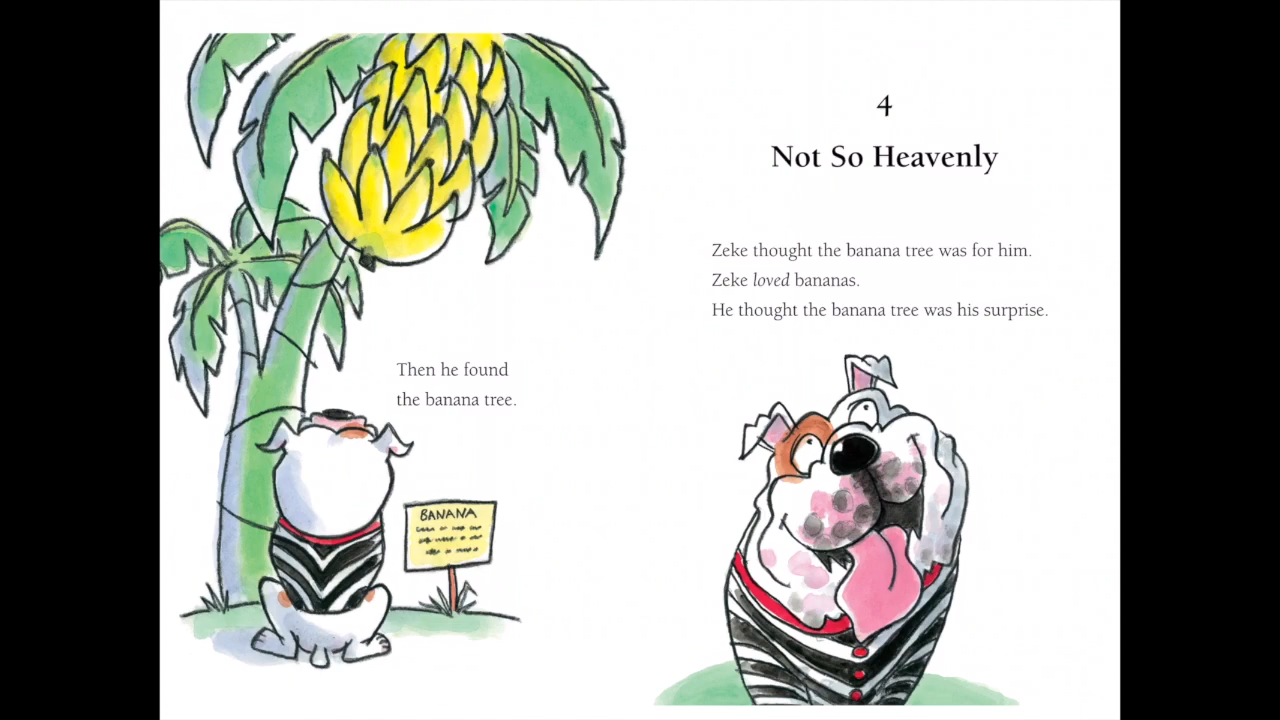 Then he found
the banana tree.
BANANA
4
Not So Heavenly
Zeke thought the banana tree was for him.
Zeke loved bananas.
He thought the banana tree was his surprise.